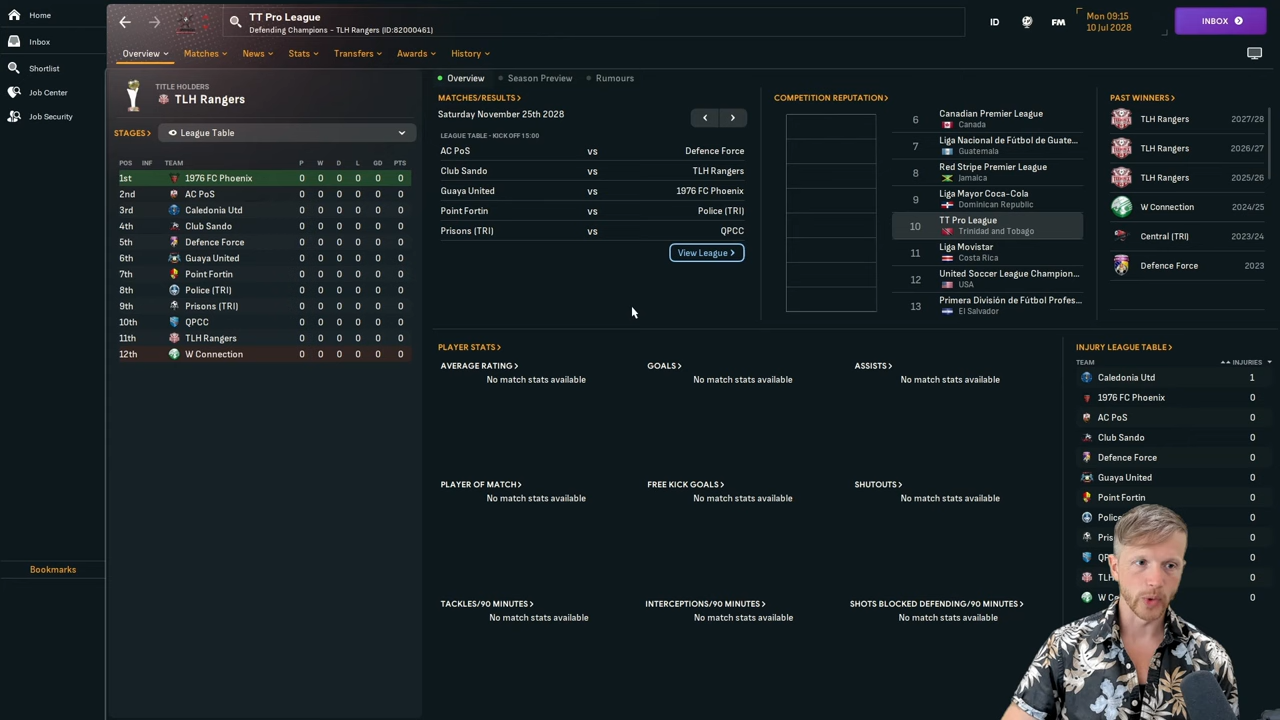 Home
Inbox
Shortlist
Job Center
Job Security
Bookmarks
TT Pro League
Defending Champions - TLH Rangers (ID:82000461)
ID
FM
Mon 09:15
10 Jul 2028
INBOX
Overview
Matches
News
Stats
Transfers
Awards
History
TITLE HOLDERS
TLH Rangers
STAGES
League Table
POS INF TEAM P W D L GD PTS
1st 1976 FC Phoenix 0 0 0 0 0 0
2nd AC PoS 0 0 0 0 0 0
3rd Caledonia Utd 0 0 0 0 0 0
4th Club Sando 0 0 0 0 0 0
5th Defence Force 0 0 0 0 0 0
6th Guaya United 0 0 0 0 0 0
7th Point Fortin 0 0 0 0 0 0
8th Police (TRI) 0 0 0 0 0 0
9th Prisons (TRI) 0 0 0 0 0 0
10th QPCC 0 0 0 0 0 0
11th TLH Rangers 0 0 0 0 0 0
12th W Connection 0 0 0 0 0 0
Overview
Season Preview
Rumours
MATCHES/RESULTS
Saturday November 25th 2028
LEAGUE TABLE - KICK OFF 15:00
AC PoS vs Defence Force
Club Sando vs TLH Rangers
Guaya United vs 1976 FC Phoenix
Point Fortin vs Police (TRI)
Prisons (TRI) vs QPCC
View League
COMPETITION REPUTATION
6 Canadian Premier League
Canada
7 Liga Nacional de Fútbol de Guate...
Guatemala
8 Red Stripe Premier League
Jamaica
9 Liga Mayor Coca-Cola
Dominican Republic
10 TT Pro League
Trinidad and Tobago
11 Liga Movistar
Costa Rica
12 United Soccer League Champion...
USA
13 Primera División de Fútbol Profes...
El Salvador
PAST WINNERS
TLH Rangers 2027/28
TLH Rangers 2026/27
TLH Rangers 2025/26
W Connection 2024/25
Central (TRI) 2023/24
Defence Force 2023
PLAYER STATS
AVERAGE RATING
No match stats available
GOALS
No match stats available
ASSISTS
No match stats available
PLAYER OF MATCH
No match stats available
FREE KICK GOALS
No match stats available
SHUTOUTS
No match stats available
TACKLES/90 MINUTES
No match stats available
INTERCEPTIONS/90 MINUTES
No match stats available
SHOTS BLOCKED DEFENDING/90 MINUTES
No match stats available
INJURY LEAGUE TABLE
TEAM INJURIES
Caledonia Utd 1
1976 FC Phoenix 0
AC PoS 0
Club Sando 0
Defence Force 0
Guaya United 0
Point Fortin 0
Police 0
Pris 0
QP 0
TLH 0
W Co 0